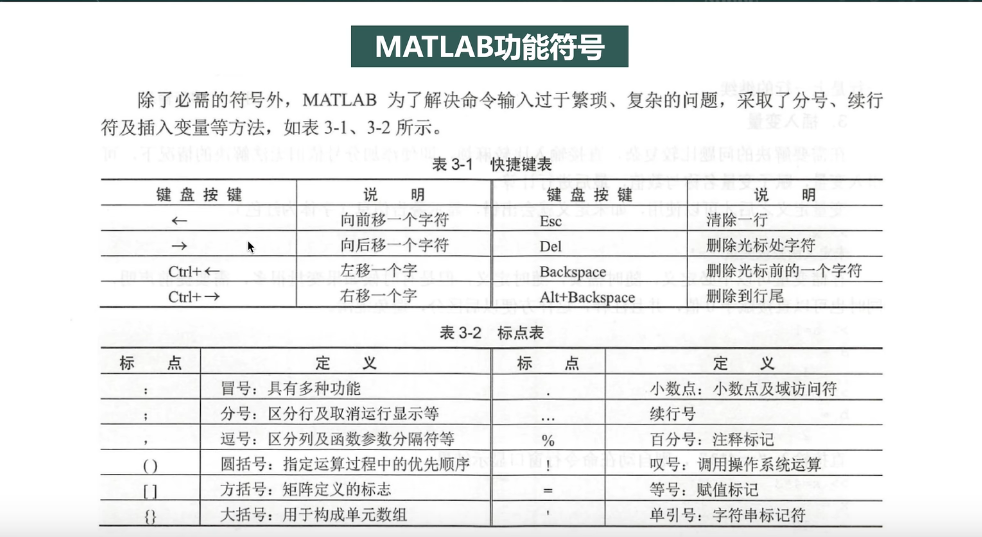 MATLAB功能符号
除了必需的符号外，MATLAB 为了解决命令输入过于繁琐、复杂的问题，采取了分号、续行
符及插入变量等方法，如表 3-1、3-2 所示。
表 3-1 快捷键表
键 盘 按 键 说 明 键 盘 按 键 说 明
← 向前移一个字符 Esc 清除一行
→ 向后移一个字符 Del 删除光标处字符
Ctrl+← 左移一个字 Backspace 删除光标前的一个字符
Ctrl+→ 右移一个字 Alt+Backspace 删除到行尾
表 3-2 标点表
标 点 定 义 标 点 定 义
: 冒号：具有多种功能 . 小数点：小数点及域访问符
; 分号：区分行及取消运行显示等 … 续行号
, 逗号：区分列及函数参数分隔符等 % 百分号：注释标记
( ) 圆括号：指定运算过程中的优先顺序 ! 叹号：调用操作系统运算
[ ] 方括号：矩阵定义的标志 = 等号：赋值标记
{} 大括号：用于构成单元数组 ' 单引号：字符串标记符